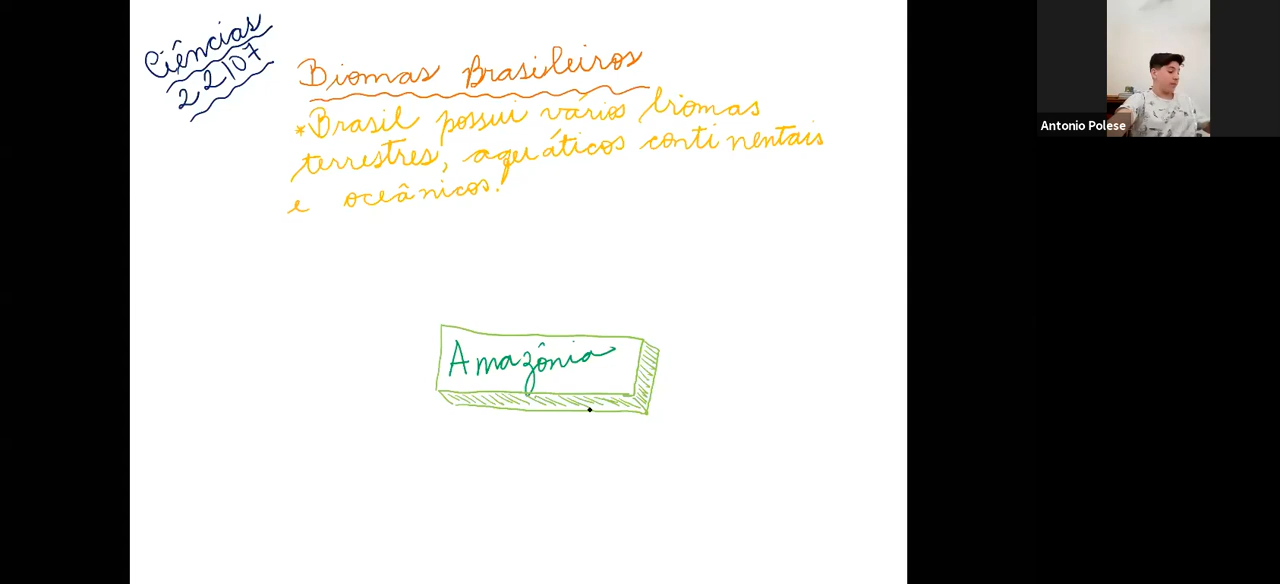 Ciências
22/07
Biomas Brasileiros
*Brasil possui vários biomas
terrestres, aquáticos continentais
e oceânicos.
Amazônia
Antonio Polese